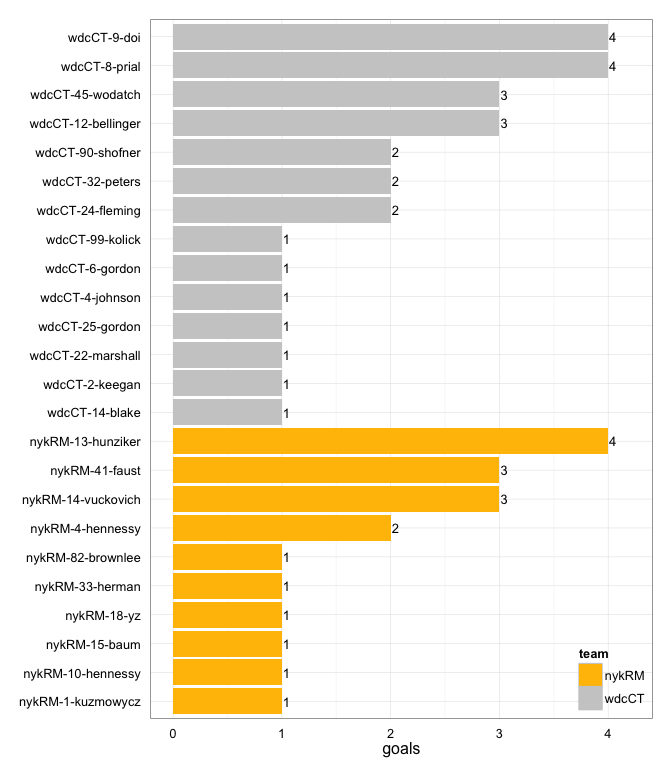 wdcCT-9-doi 4
wdcCT-8-prial 4
wdcCT-45-wodatch 3
wdcCT-12-bellinger 3
wdcCT-90-shofner 2
wdcCT-32-peters 2
wdcCT-24-fleming 2
wdcCT-99-kolick 1
wdcCT-6-gordon 1
wdcCT-4-johnson 1
wdcCT-25-gordon 1
wdcCT-22-marshall 1
wdcCT-2-keegan 1
wdcCT-14-blake 1
nykRM-13-hunziker 4
nykRM-41-faust 3
nykRM-14-vuckovich 3
nykRM-4-hennessy 2
nykRM-82-brownlee 1
nykRM-33-herman 1
nykRM-18-yz 1
nykRM-15-baum 1
nykRM-10-hennessy 1
nykRM-1-kuzmowycz 1
team
nykRM
wdcCT
0 1 2 3 4
goals